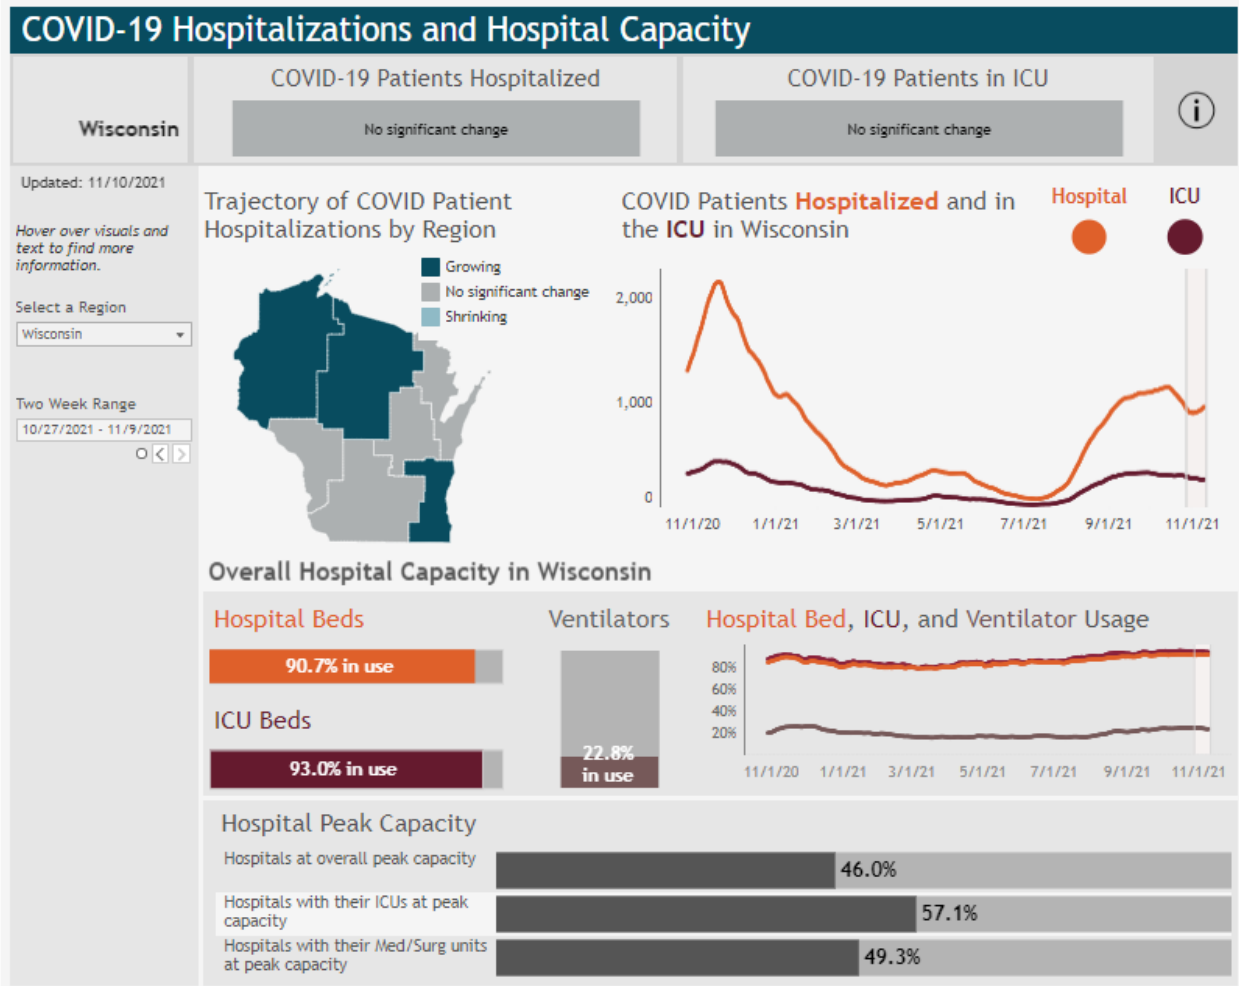 COVID-19 Hospitalizations and Hospital Capacity
Wisconsin
COVID-19 Patients Hospitalized
No significant change
COVID-19 Patients in ICU
No significant change
i
Updated: 11/10/2021
Hover over visuals and
text to find more
information.
Select a Region
Wisconsin
Two Week Range
10/27/2021 - 11/9/2021
Trajectory of COVID Patient
Hospitalizations by Region
Growing
No significant change
Shrinking
COVID Patients Hospitalized and in
the ICU in Wisconsin
Hospital
ICU
2,000
1,000
0
11/1/20 1/1/21 3/1/21 5/1/21 7/1/21 9/1/21 11/1/21
Overall Hospital Capacity in Wisconsin
Hospital Beds
90.7% in use
ICU Beds
93.0% in use
Ventilators
22.8%
in use
Hospital Bed, ICU, and Ventilator Usage
80%
60%
40%
20%
11/1/20 1/1/21 3/1/21 5/1/21 7/1/21 9/1/21 11/1/21
Hospital Peak Capacity
Hospitals at overall peak capacity
46.0%
Hospitals with their ICUs at peak
capacity
57.1%
Hospitals with their Med/Surg units
at peak capacity
49.3%